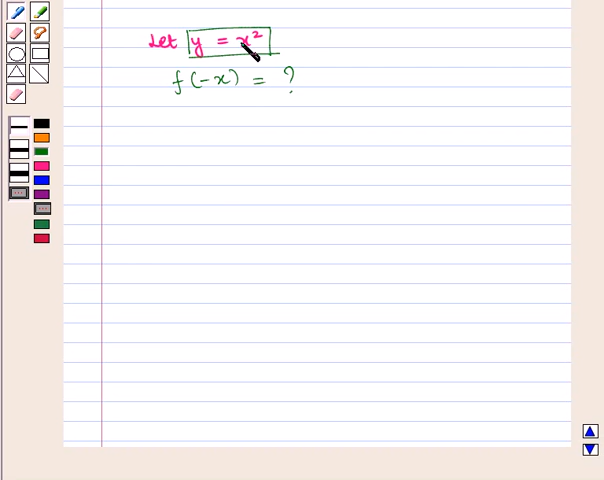 Let y = x²
f(-x) = ?